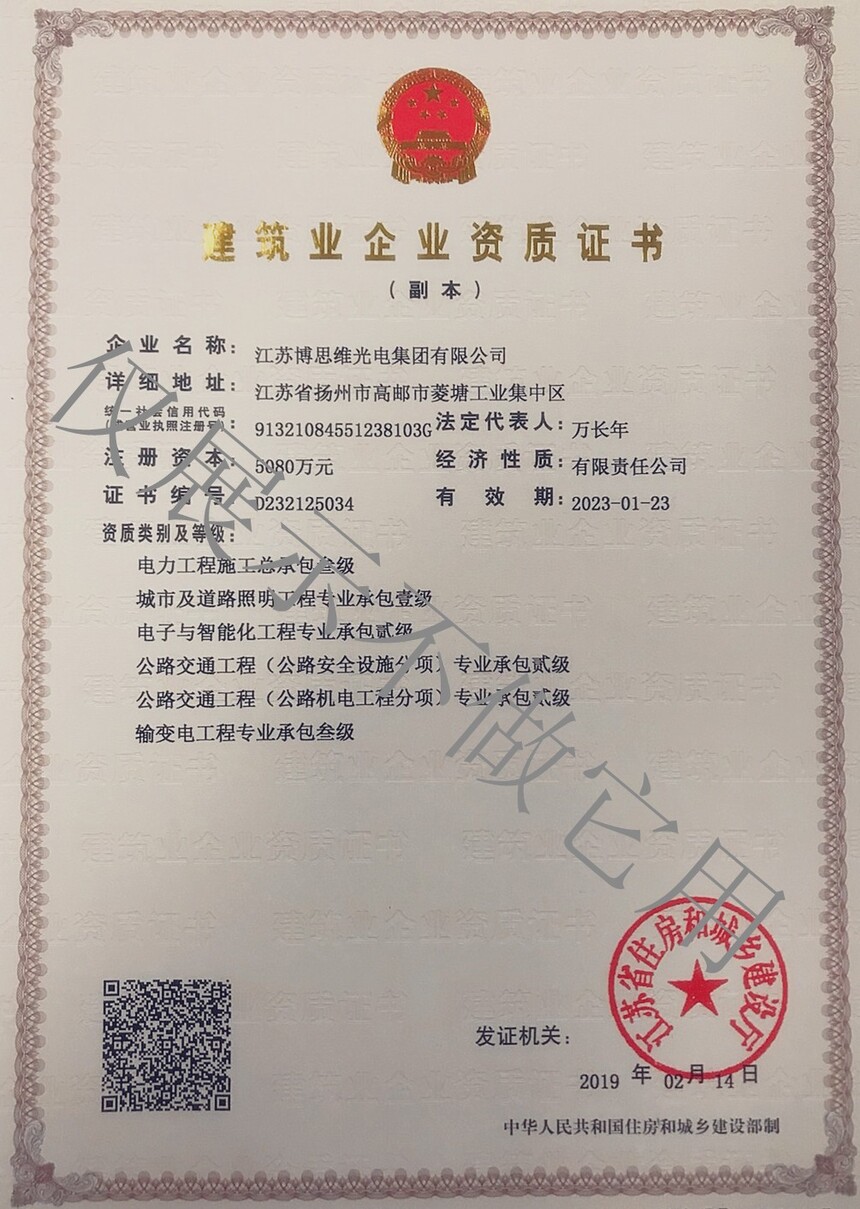 建筑业企业资质证书
（副本）
企业名称：江苏博思维光电集团有限公司
详细地址：江苏省扬州市高邮市菱塘工业集中区
统一社会信用代码
（或营业执照注册号）：91321084551238103G 法定代表人：万长年
注册资本：5080万元 经济性质：有限责任公司
证书编号：D232125034 有效期：2023-01-23
资质类别及等级：
电力工程施工总承包叁级
城市及道路照明工程专业承包壹级
电子与智能化工程专业承包贰级
公路交通工程（公路安全设施分项）专业承包贰级
公路交通工程（公路机电工程分项）专业承包贰级
输变电工程专业承包叁级
仅展示不做它用
江苏省住房和城乡建设厅
发证机关：
2019年02月14日
中华人民共和国住房和城乡建设部制